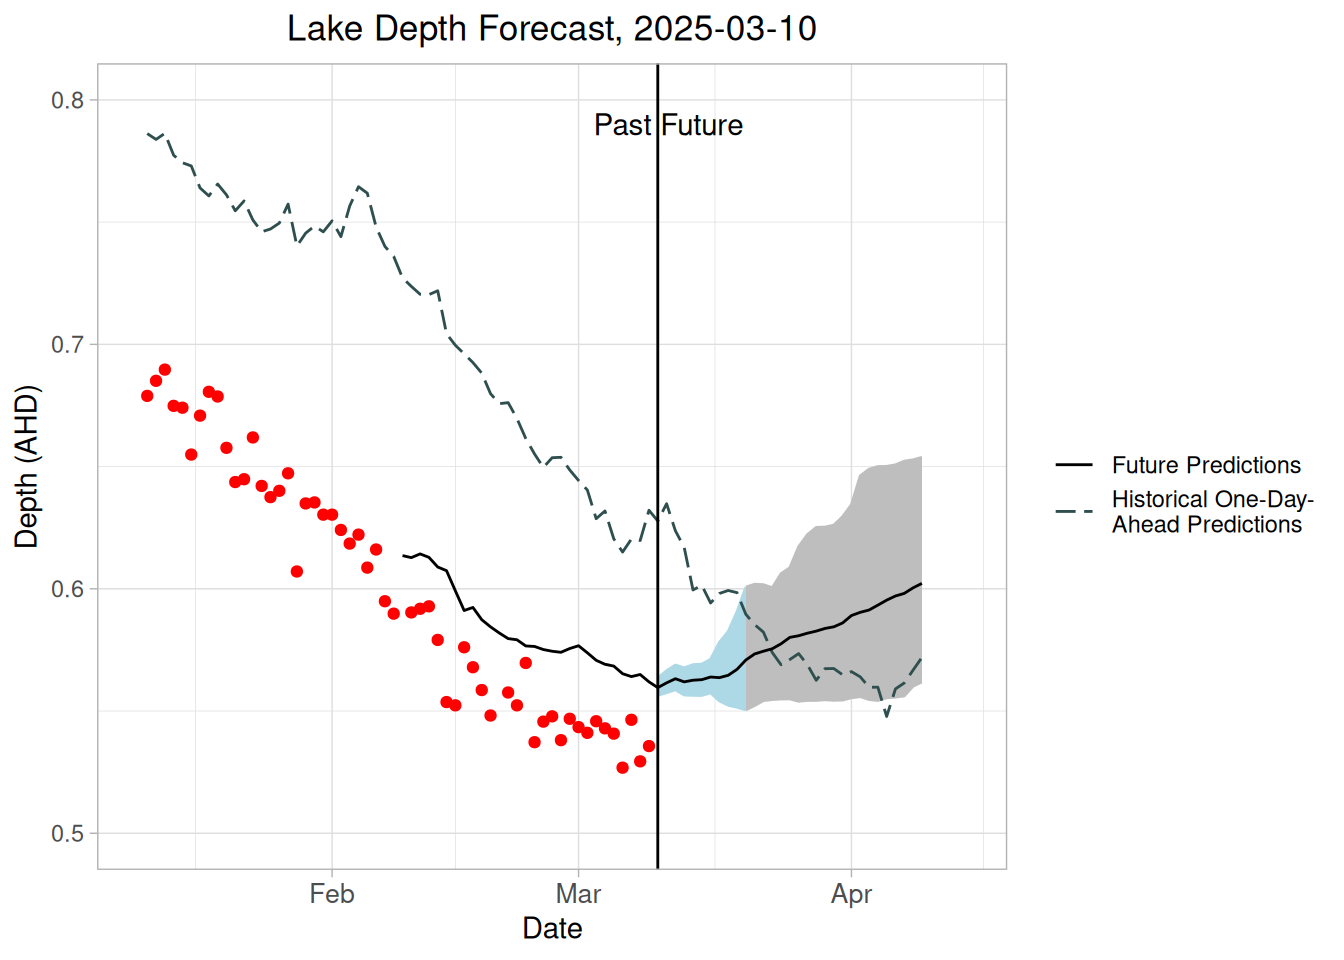 Lake Depth Forecast, 2025-03-10
0.8
Past Future
0.7
Depth (AHD)
Future Predictions
Historical One-Day-
Ahead Predictions
0.6
0.5
Feb Mar Apr
Date